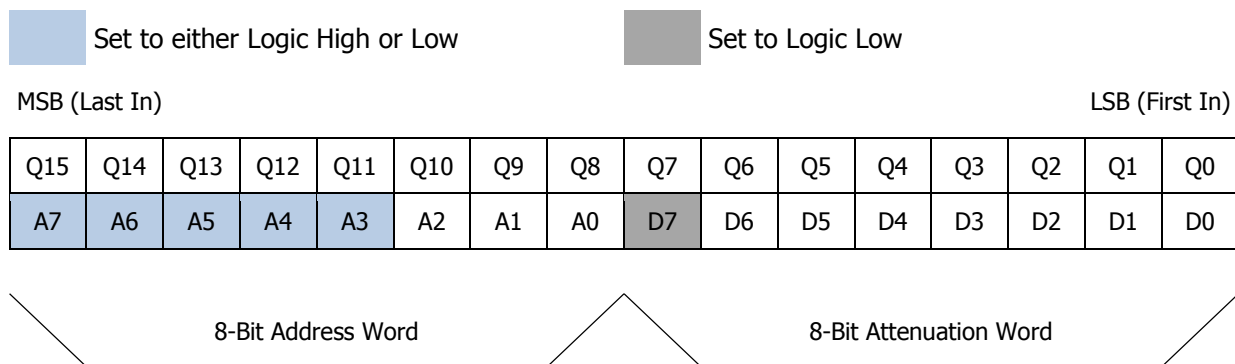 Set to either Logic High or Low Set to Logic Low
MSB (Last In) LSB (First In)
Q15 Q14 Q13 Q12 Q11 Q10 Q9 Q8 Q7 Q6 Q5 Q4 Q3 Q2 Q1 Q0
A7 A6 A5 A4 A3 A2 A1 A0 D7 D6 D5 D4 D3 D2 D1 D0
8-Bit Address Word 8-Bit Attenuation Word